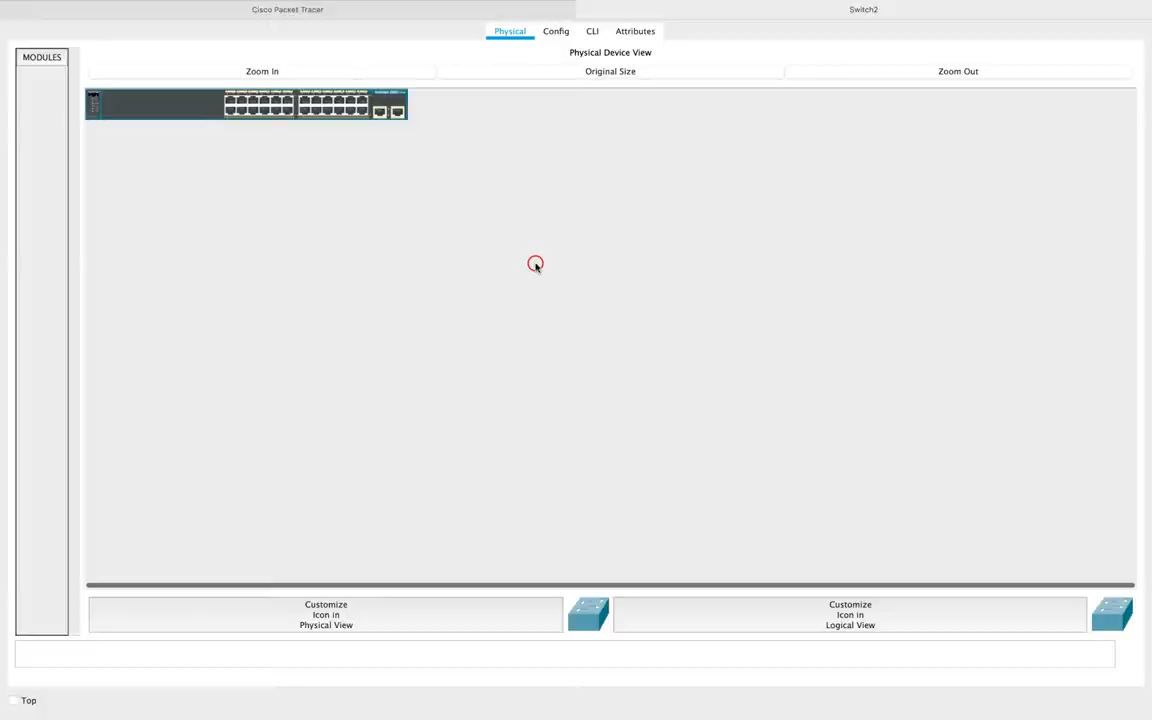 Cisco Packet Tracer
Switch2
Physical
Config
CLI
Attributes
MODULES
Physical Device View
Zoom In
Original Size
Zoom Out
Customize
Icon in
Physical View
Customize
Icon in
Logical View
Top